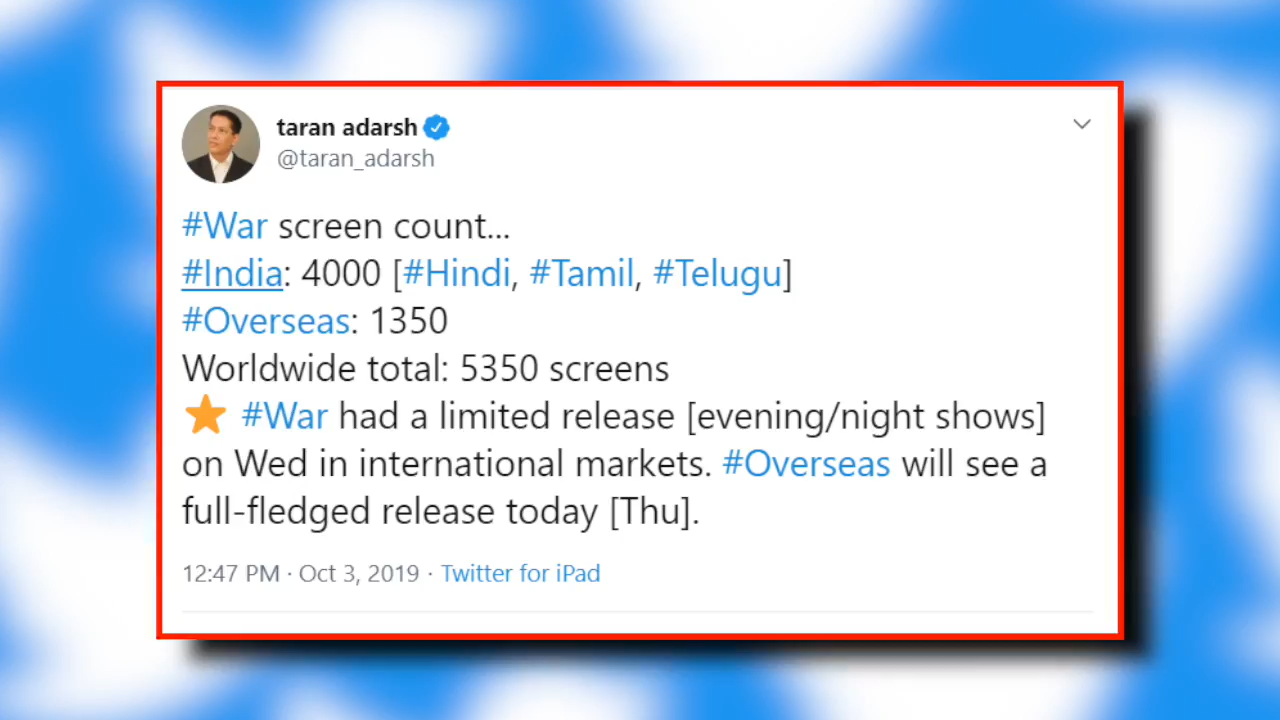 taran adarsh
@taran_adarsh
#War screen count...
#India: 4000 [#Hindi, #Tamil, #Telugu]
#Overseas: 1350
Worldwide total: 5350 screens
#War had a limited release [evening/night shows]
on Wed in international markets. #Overseas will see a
full-fledged release today [Thu].
12:47 PM · Oct 3, 2019 · Twitter for iPad